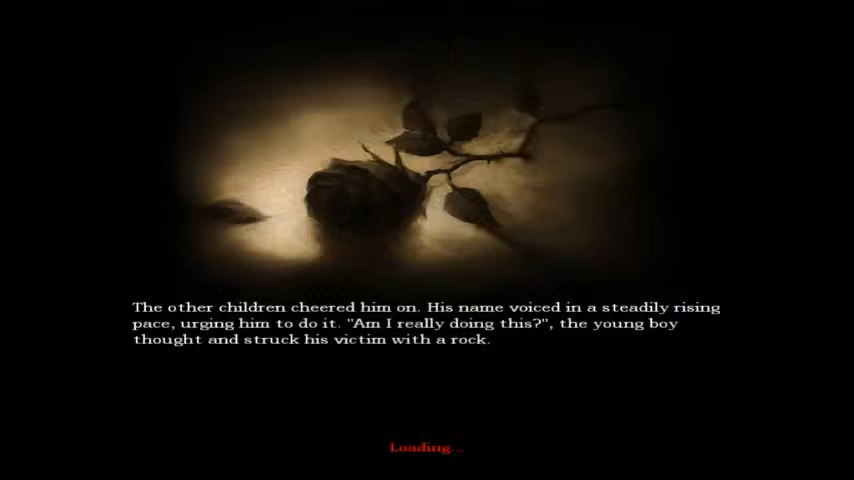 The other children cheered him on. His name voiced in a steadily rising
pace, urging him to do it. "Am I really doing this?", the young boy
thought and struck his victim with a rock.
Loading...